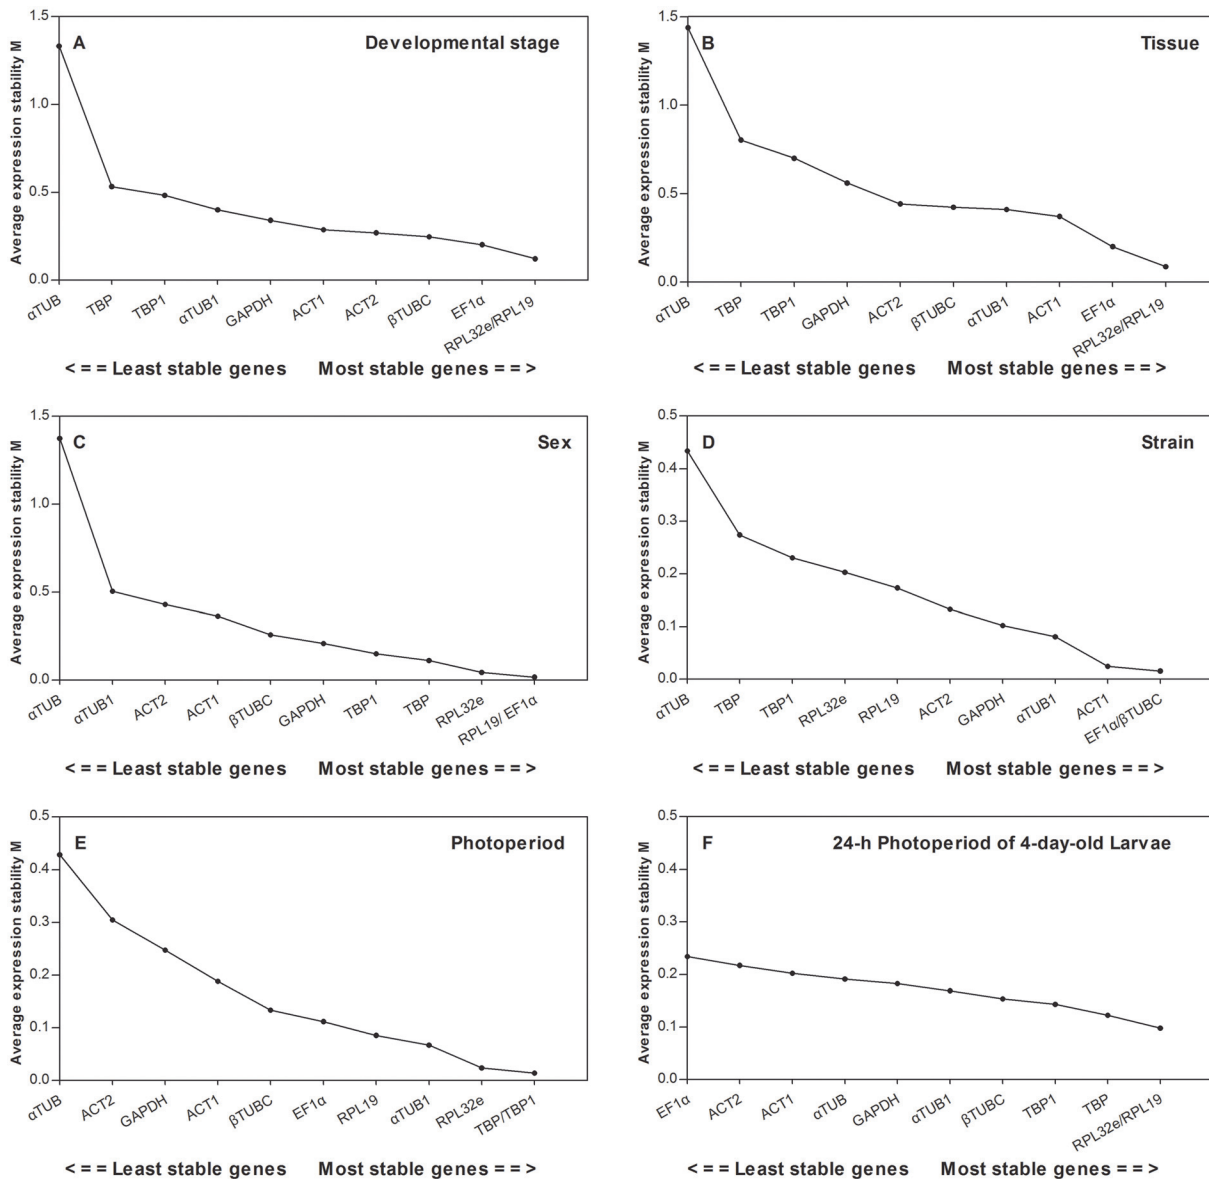 A
Developmental stage
Average expression stability M
1.5
1.0
0.5
0.0
αTUB
TBP
TBP1
αTUB1
GAPDH
ACT1
ACT2
βTUBC
EF1α
RPL32e/RPL19
< = = Least stable genes Most stable genes = = >
B
Tissue
Average expression stability M
1.5
1.0
0.5
0.0
αTUB
TBP
TBP1
GAPDH
ACT2
βTUBC
αTUB1
ACT1
EF1α
RPL32e/RPL19
< = = Least stable genes Most stable genes = = >
C
Sex
Average expression stability M
1.5
1.0
0.5
0.0
αTUB
αTUB1
ACT2
ACT1
βTUBC
GAPDH
TBP1
TBP
RPL32e
RPL19/ EF1α
< = = Least stable genes Most stable genes = = >
D
Strain
Average expression stability M
0.5
0.4
0.3
0.2
0.1
0.0
αTUB
TBP
TBP1
RPL32e
RPL19
ACT2
GAPDH
αTUB1
ACT1
EF1α/βTUBC
< = = Least stable genes Most stable genes = = >
E
Photoperiod
Average expression stability M
0.5
0.4
0.3
0.2
0.1
0.0
αTUB
ACT2
GAPDH
ACT1
βTUBC
EF1α
RPL19
αTUB1
RPL32e
TBP/TBP1
< = = Least stable genes Most stable genes = = >
F
24-h Photoperiod of 4-day-old Larvae
Average expression stability M
0.5
0.4
0.3
0.2
0.1
0.0
EF1α
ACT2
ACT1
αTUB
GAPDH
αTUB1
βTUBC
TBP1
TBP
RPL32e/RPL19
< = = Least stable genes Most stable genes = = >